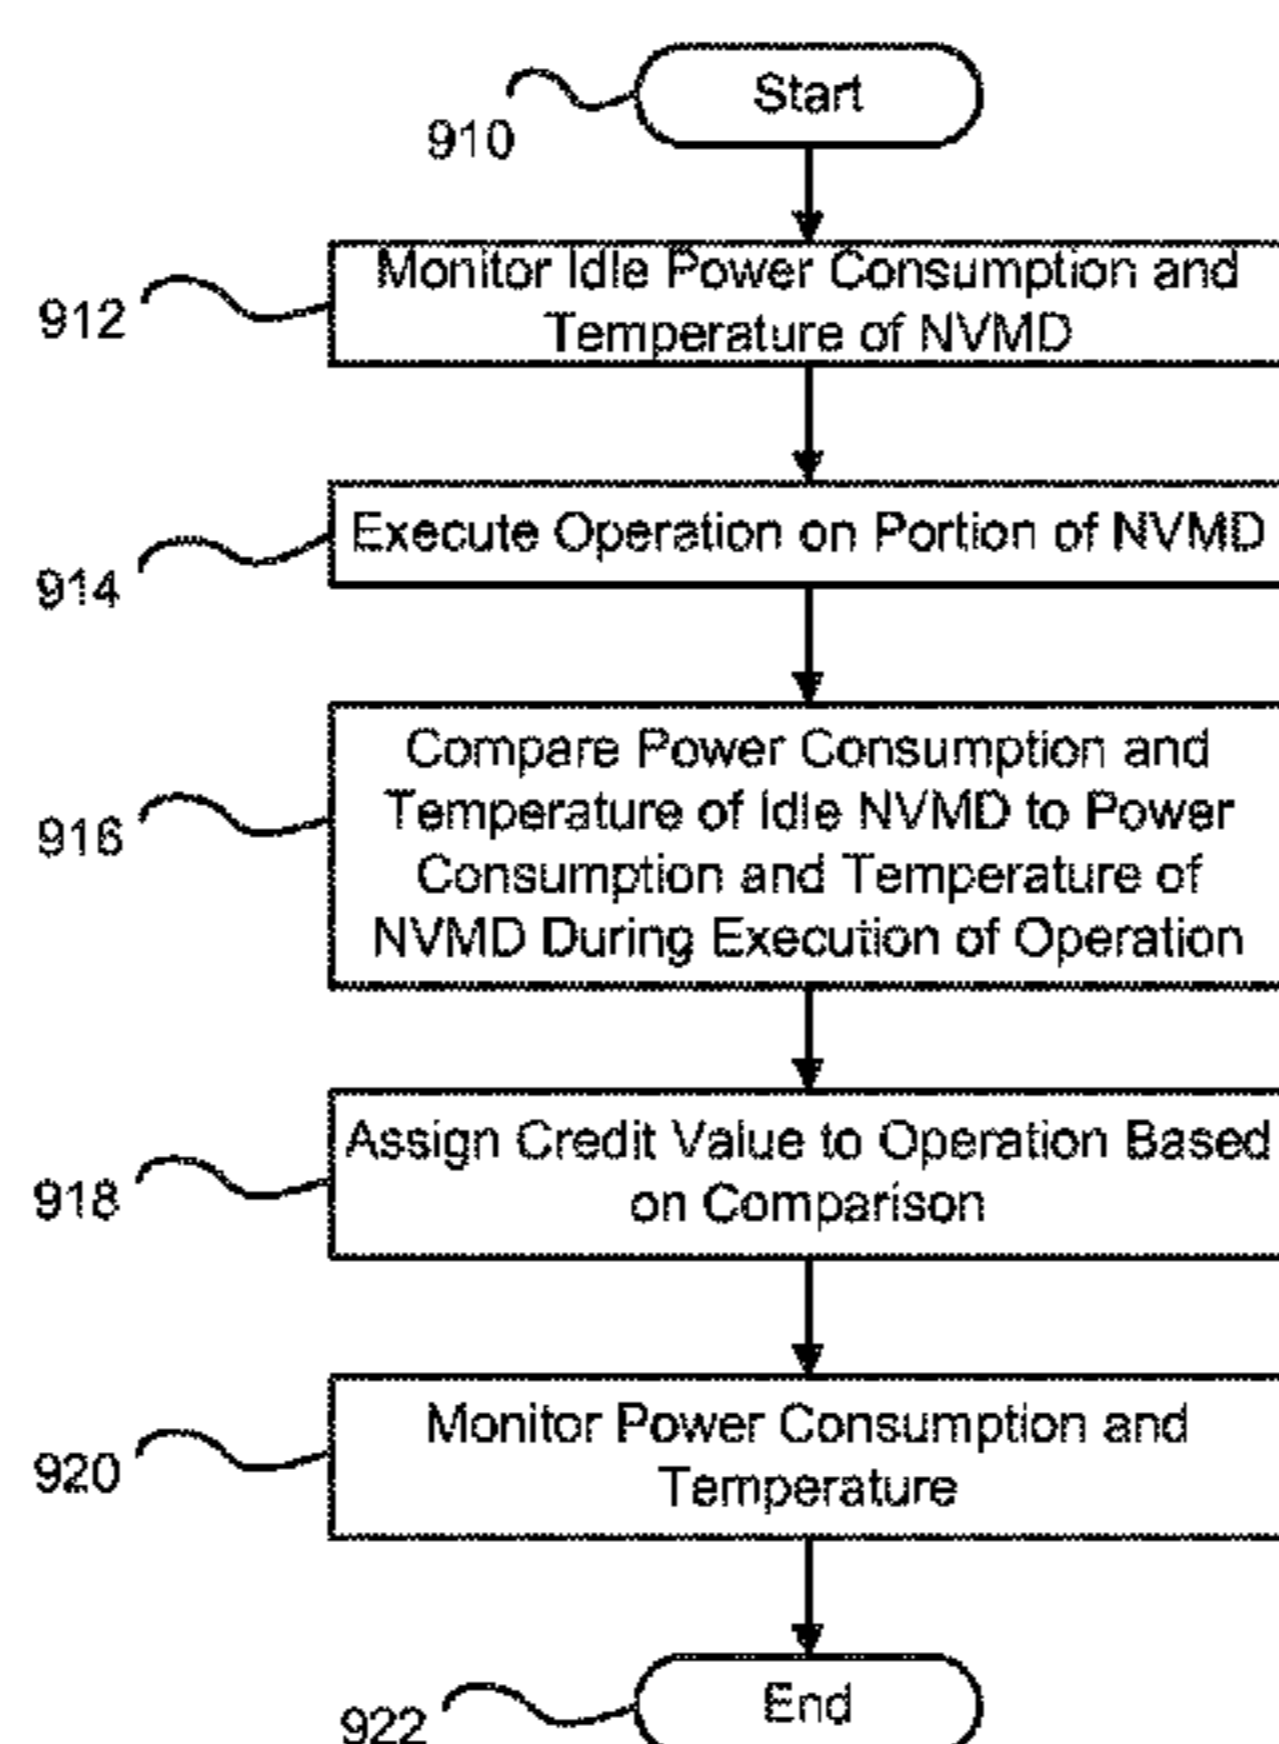 Start
910
Monitor Idle Power Consumption and
Temperature of NVMD
912
Execute Operation on Portion of NVMD
914
Compare Power Consumption and
Temperature of Idle NVMD to Power
Consumption and Temperature of
NVMD During Execution of Operation
916
Assign Credit Value to Operation Based
on Comparison
918
Monitor Power Consumption and
Temperature
920
End
922